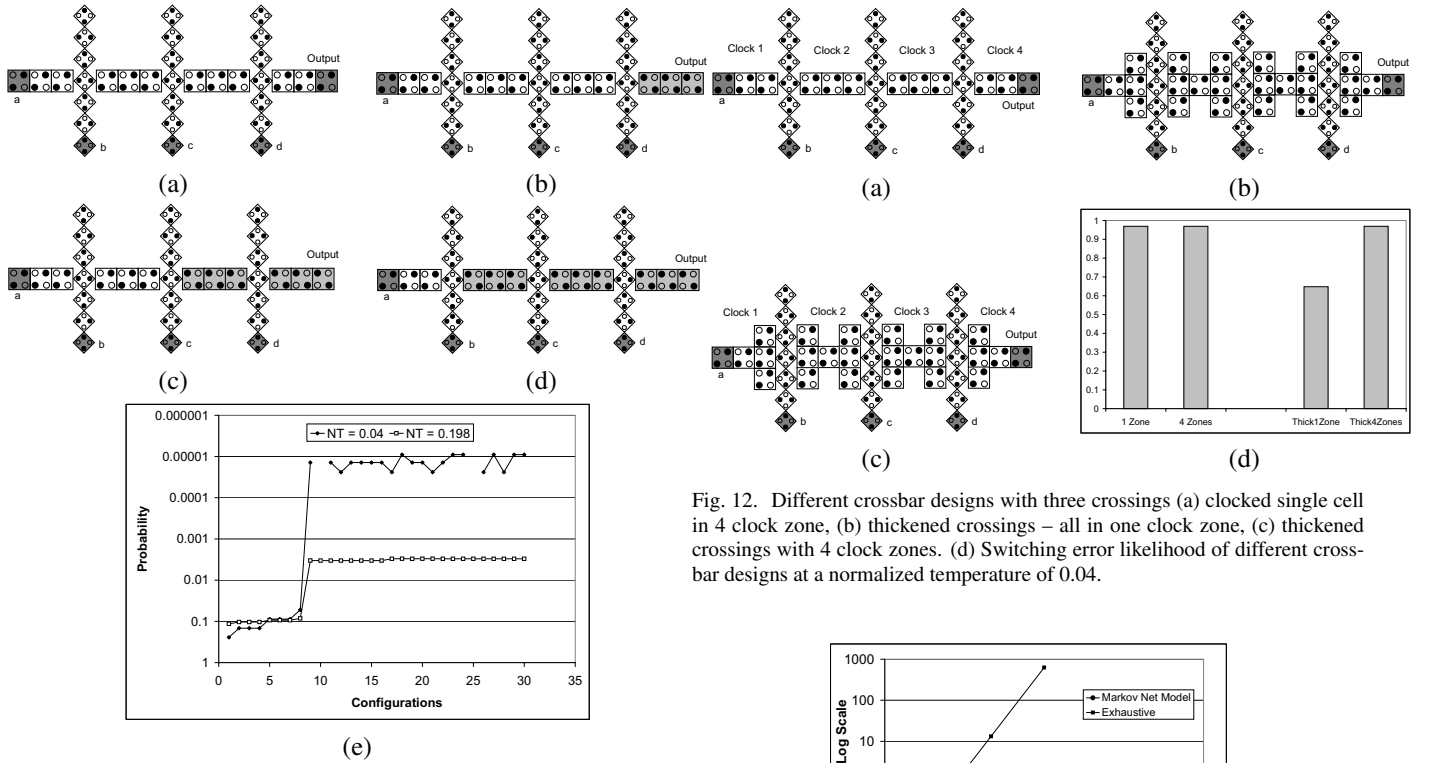 Output
a
b
c
d
(a)
Output
a
b
c
d
(b)
Output
a
b
c
d
(c)
Output
a
b
c
d
(d)
0.000001
0.00001
0.0001
0.001
0.01
0.1
1
Probability
NT = 0.04
NT = 0.198
0 5 10 15 20 25 30 35
Configurations
(e)
Clock 1 Clock 2 Clock 3 Clock 4
Output
a
b
c
d
(a)
Output
a
b
c
d
(b)
Clock 1 Clock 2 Clock 3 Clock 4
Output
a
b
c
d
(c)
1
0.9
0.8
0.7
0.6
0.5
0.4
0.3
0.2
0.1
0
1 Zone 4 Zones Thick1Zone Thick4Zones
(d)
Fig. 12. Different crossbar designs with three crossings (a) clocked single cell
in 4 clock zone, (b) thickened crossings – all in one clock zone, (c) thickened
crossings with 4 clock zones. (d) Switching error likelihood of different cross-
bar designs at a normalized temperature of 0.04.
1000
100
10
Log Scale
Markov Net Model
Exhaustive